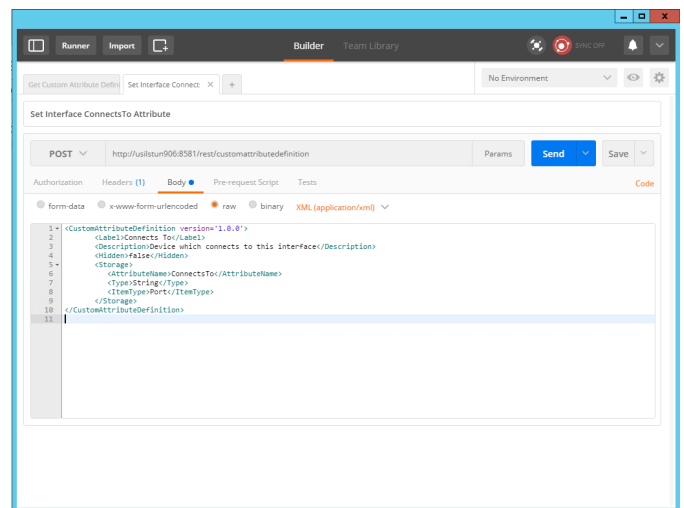 Runner Import Builder Team Library SYNC OFF
Get Custom Attribute Defini Set Interface Connects No Environment
Set Interface ConnectsTo Attribute
POST http://usilstun906:8581/rest/customattributedefinition Params Send Save
Authorization Headers (1) Body Pre-request Script Tests Code
form-data x-www-form-urlencoded raw binary XML (application/xml)
1 <CustomAttributeDefinition version='1.0.0'>
2 <Label>Connects To</Label>
3 <Description>Device which connects to this interface</Description>
4 <Hidden>false</Hidden>
5 <Storage>
6 <AttributeName>ConnectsTo</AttributeName>
7 <Type>String</Type>
8 <ItemType>Port</ItemType>
9 </Storage>
10 </CustomAttributeDefinition>
11